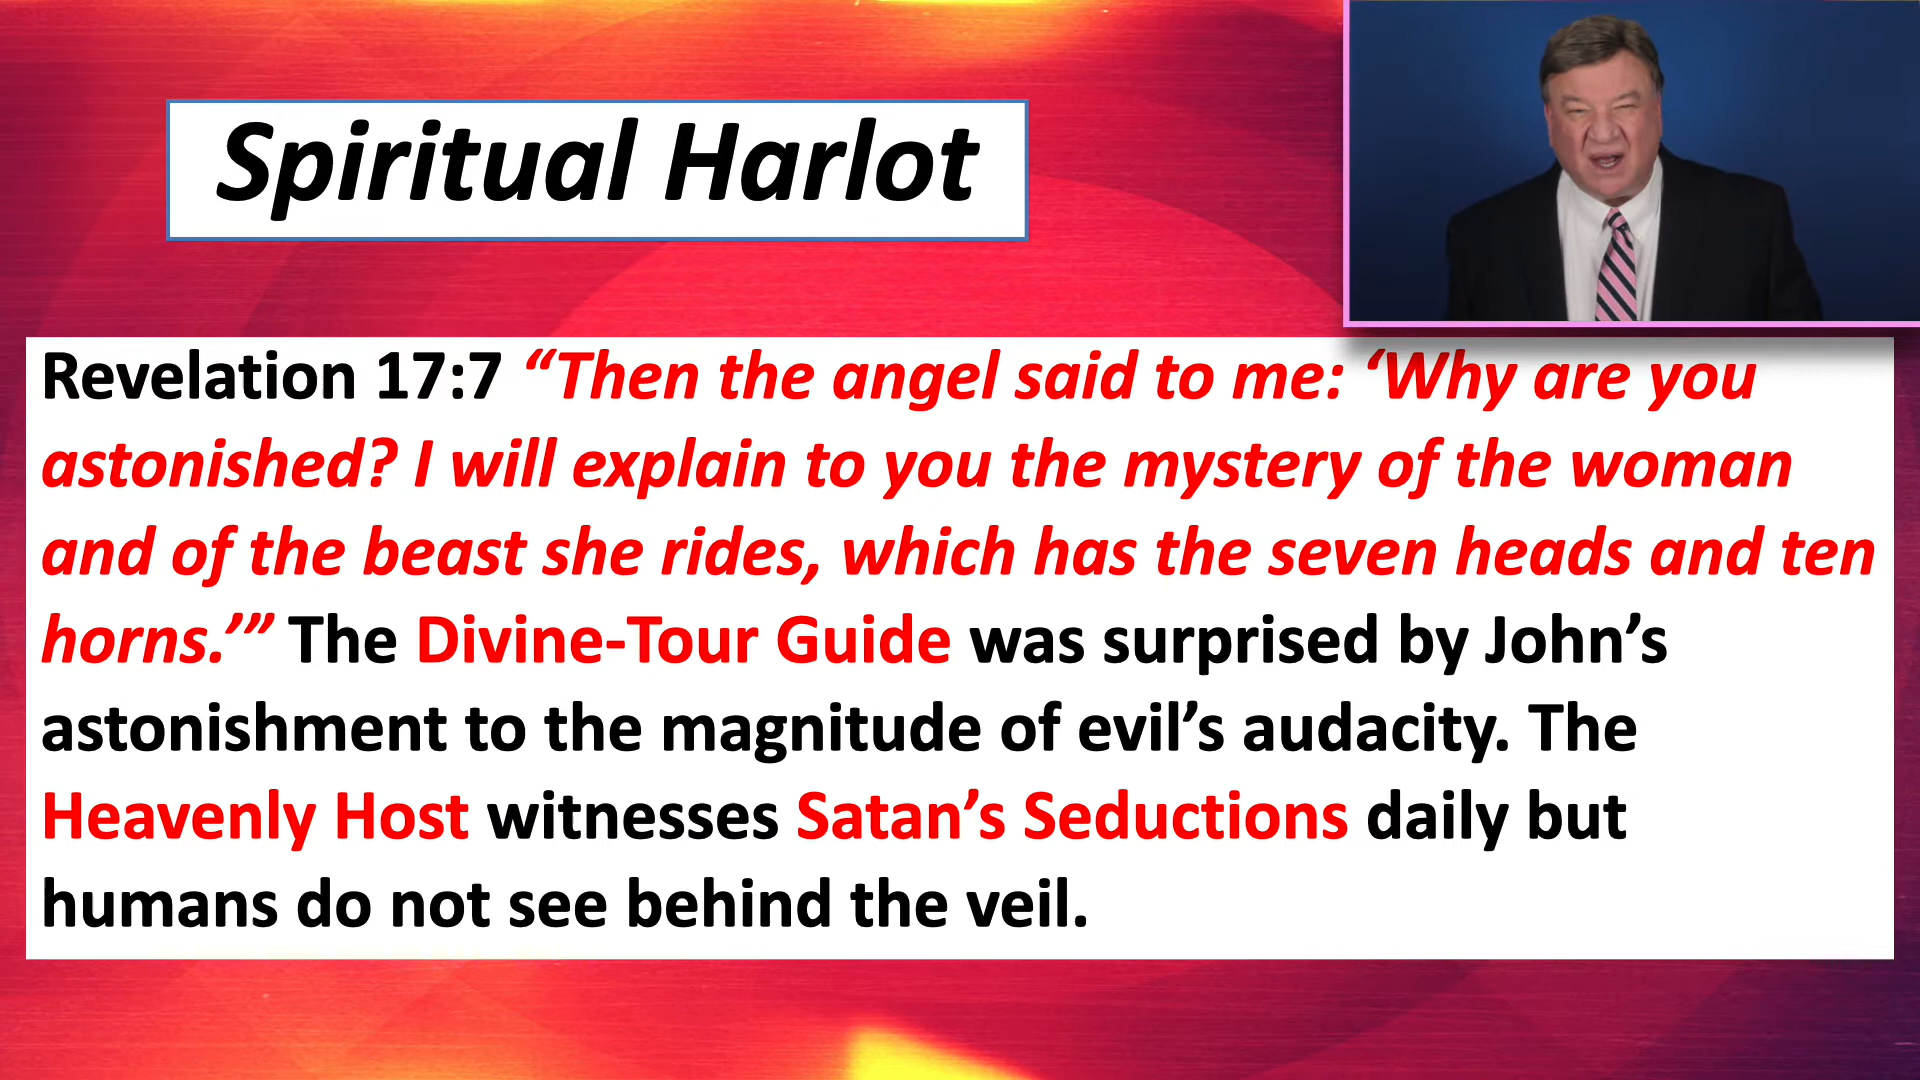 Spiritual Harlot
Revelation 17:7 “Then the angel said to me: ‘Why are you
astonished? I will explain to you the mystery of the woman
and of the beast she rides, which has the seven heads and ten
horns.’” The Divine-Tour Guide was surprised by John’s
astonishment to the magnitude of evil’s audacity. The
Heavenly Host witnesses Satan’s Seductions daily but
humans do not see behind the veil.